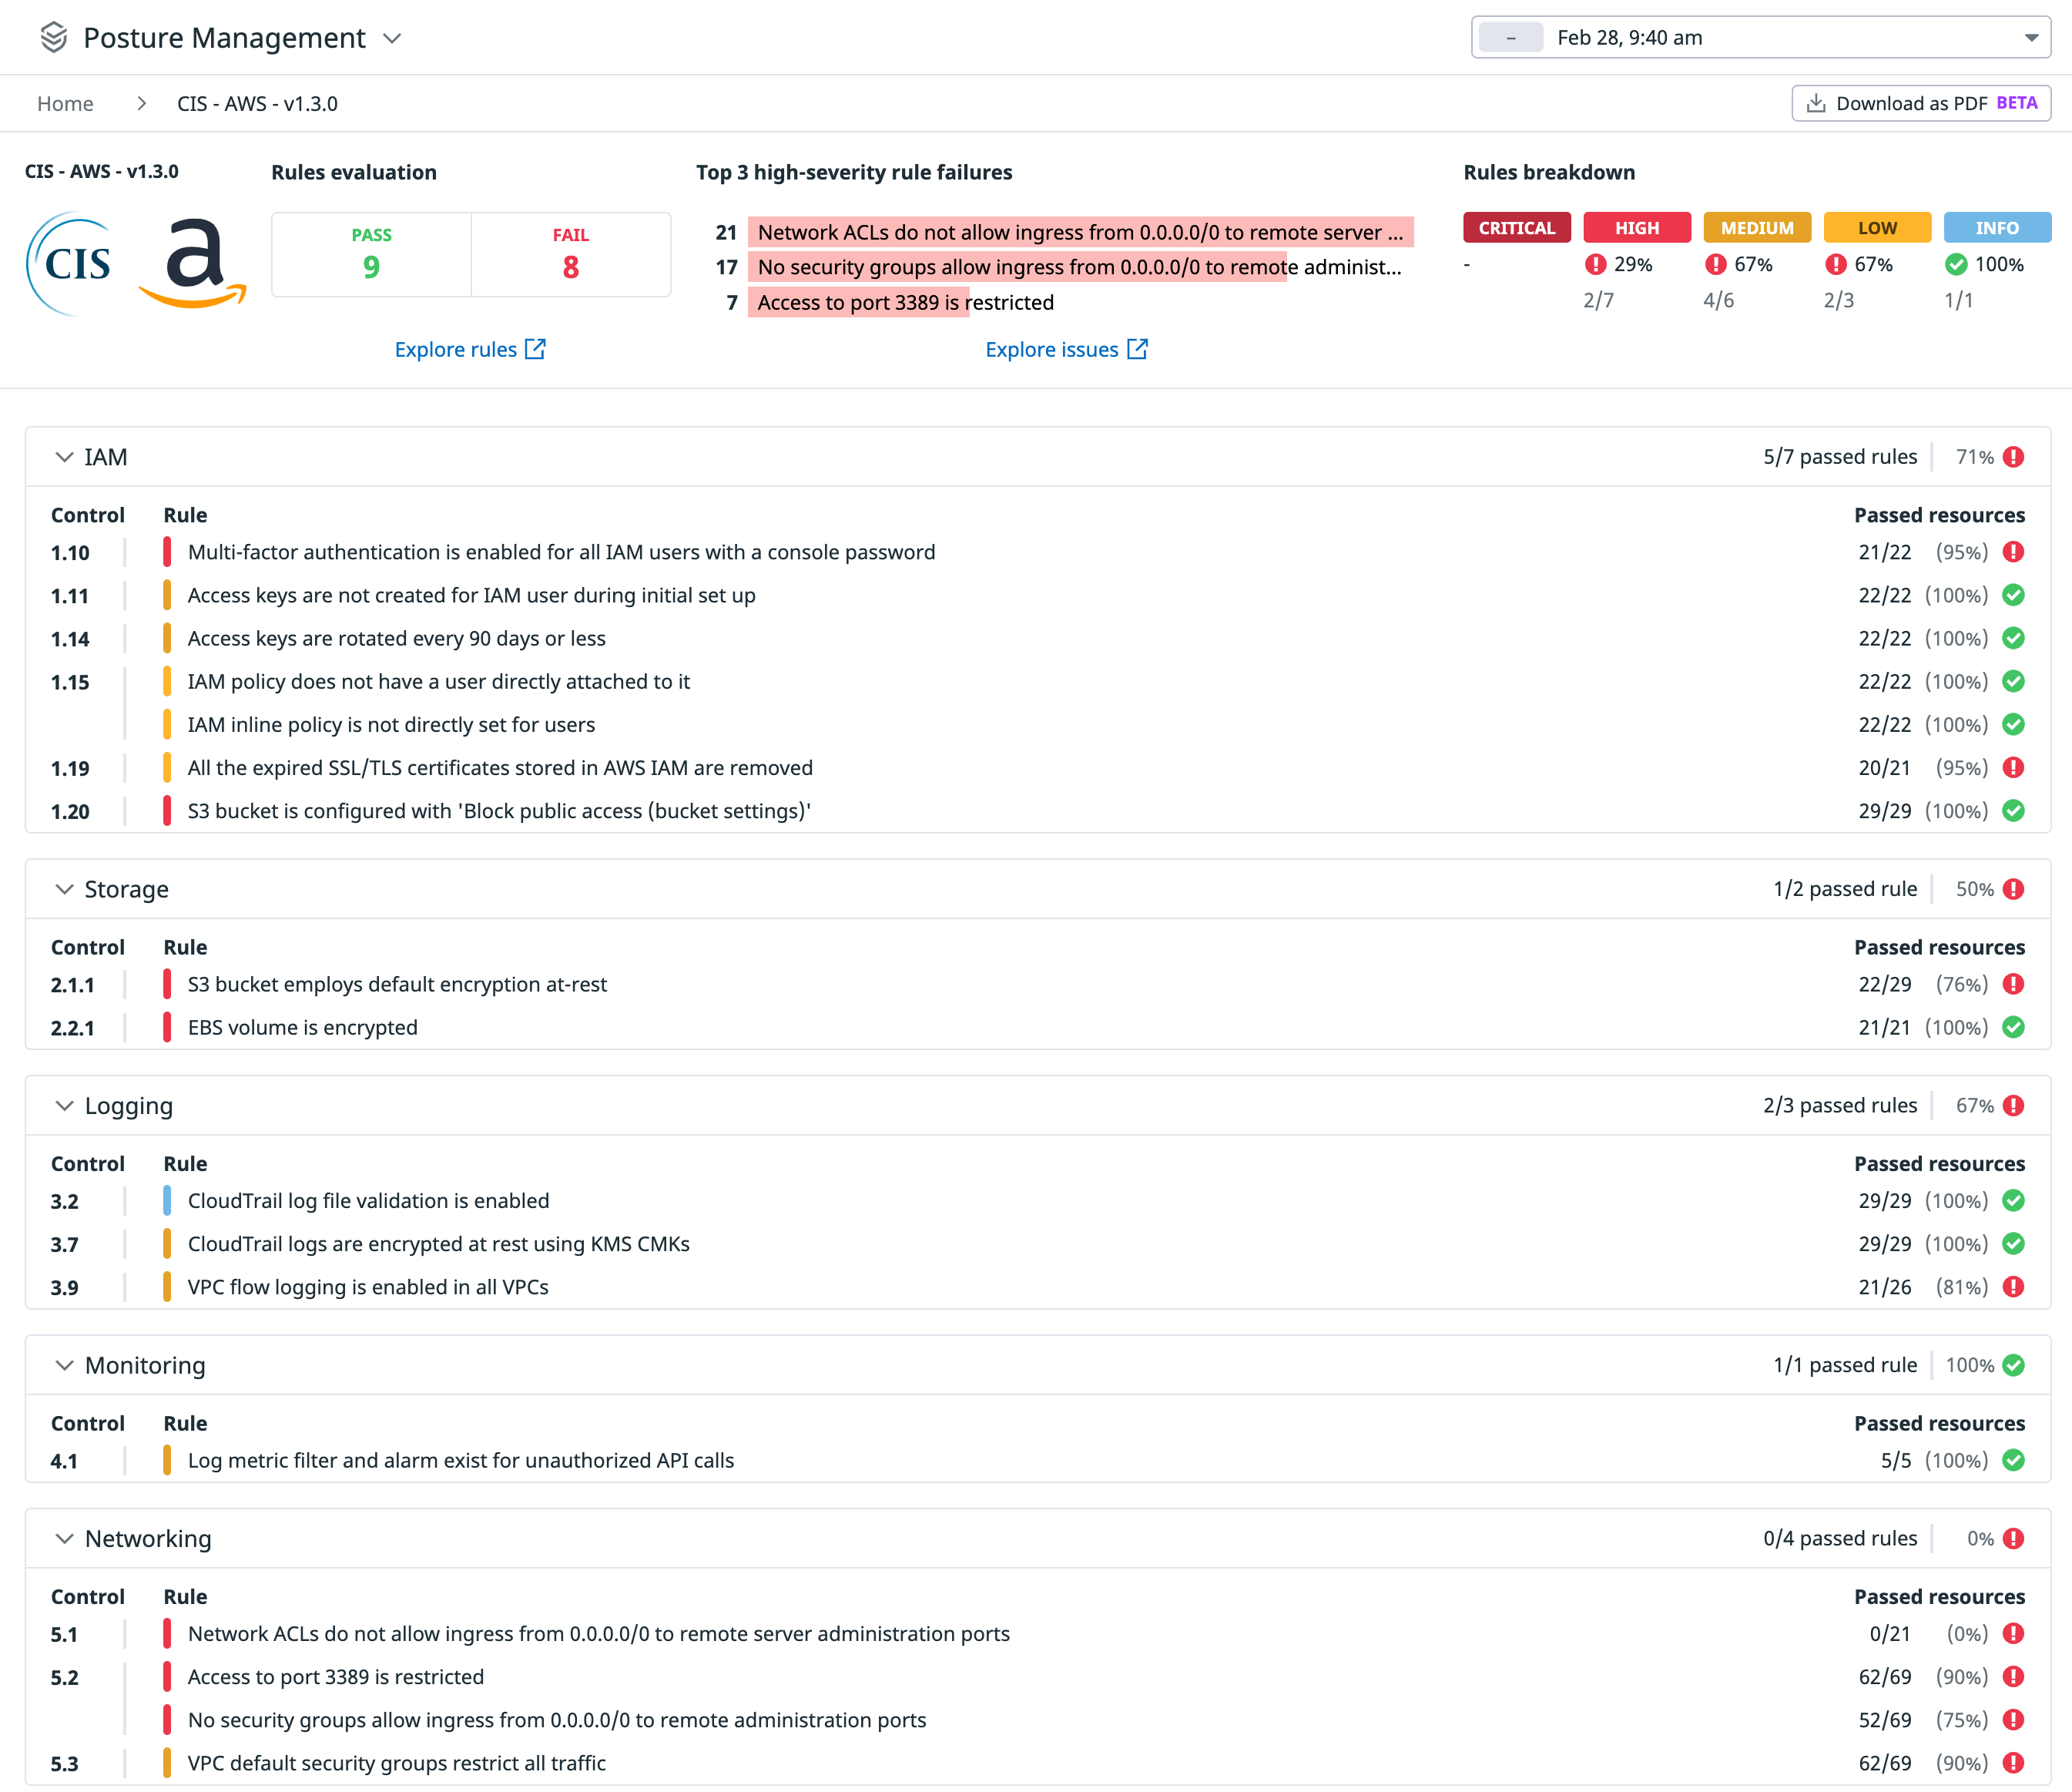 Posture Management
– Feb 28, 9:40 am
Home > CIS - AWS - v1.3.0
Download as PDF BETA
CIS - AWS - v1.3.0
CIS
a
Rules evaluation
PASS
9
FAIL
8
Explore rules
Top 3 high-severity rule failures
21 Network ACLs do not allow ingress from 0.0.0.0/0 to remote server ...
17 No security groups allow ingress from 0.0.0.0/0 to remote administ...
7 Access to port 3389 is restricted
Explore issues
Rules breakdown
CRITICAL HIGH MEDIUM LOW INFO
- 29% 67% 67% 100%
2/7 4/6 2/3 1/1
IAM 5/7 passed rules 71%
Control Rule Passed resources
1.10 Multi-factor authentication is enabled for all IAM users with a console password 21/22 (95%)
1.11 Access keys are not created for IAM user during initial set up 22/22 (100%)
1.14 Access keys are rotated every 90 days or less 22/22 (100%)
1.15 IAM policy does not have a user directly attached to it 22/22 (100%)
IAM inline policy is not directly set for users 22/22 (100%)
1.19 All the expired SSL/TLS certificates stored in AWS IAM are removed 20/21 (95%)
1.20 S3 bucket is configured with 'Block public access (bucket settings)' 29/29 (100%)
Storage 1/2 passed rule 50%
Control Rule Passed resources
2.1.1 S3 bucket employs default encryption at-rest 22/29 (76%)
2.2.1 EBS volume is encrypted 21/21 (100%)
Logging 2/3 passed rules 67%
Control Rule Passed resources
3.2 CloudTrail log file validation is enabled 29/29 (100%)
3.7 CloudTrail logs are encrypted at rest using KMS CMKs 29/29 (100%)
3.9 VPC flow logging is enabled in all VPCs 21/26 (81%)
Monitoring 1/1 passed rule 100%
Control Rule Passed resources
4.1 Log metric filter and alarm exist for unauthorized API calls 5/5 (100%)
Networking 0/4 passed rules 0%
Control Rule Passed resources
5.1 Network ACLs do not allow ingress from 0.0.0.0/0 to remote server administration ports 0/21 (0%)
5.2 Access to port 3389 is restricted 62/69 (90%)
No security groups allow ingress from 0.0.0.0/0 to remote administration ports 52/69 (75%)
5.3 VPC default security groups restrict all traffic 62/69 (90%)